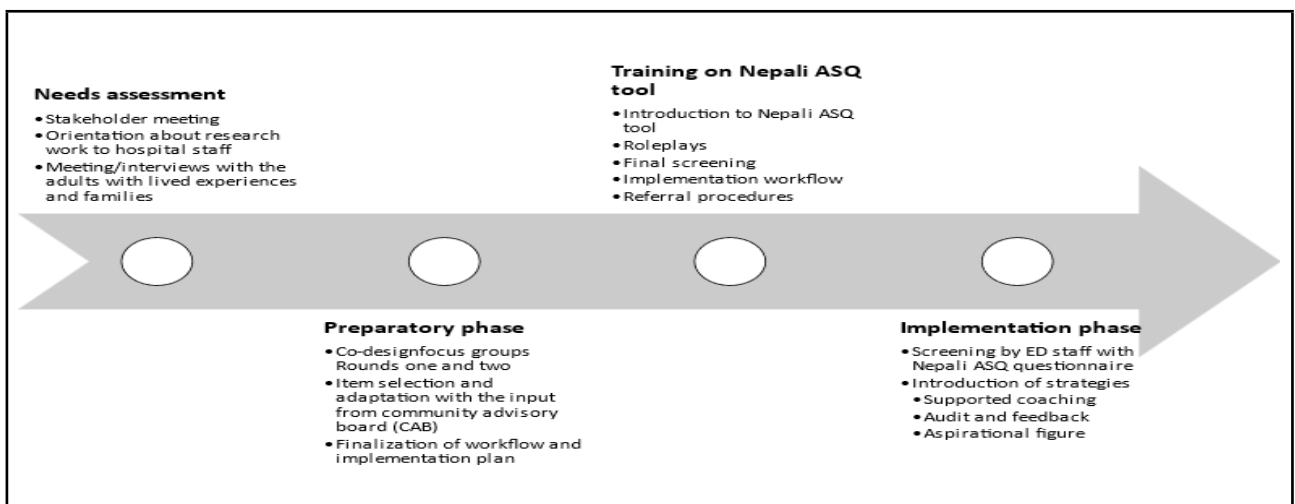 Needs assessment
•Stakeholder meeting
•Orientation about research
work to hospital staff
•Meeting/interviews with the
adults with lived experiences
and families
Preparatory phase
•Co-designfocus groups
Rounds one and two
•Item selection and
adaptation with the input
from community advisory
board (CAB)
•Finalization of workflow and
implementation plan
Training on Nepali ASQ
tool
•Introduction to Nepali ASQ
tool
•Roleplays
•Final screening
•Implementation workflow
•Referral procedures
Implementation phase
•Screening by ED staff with
Nepali ASQ questionnaire
•Introduction of strategies
•Supported coaching
•Audit and feedback
•Aspirational figure